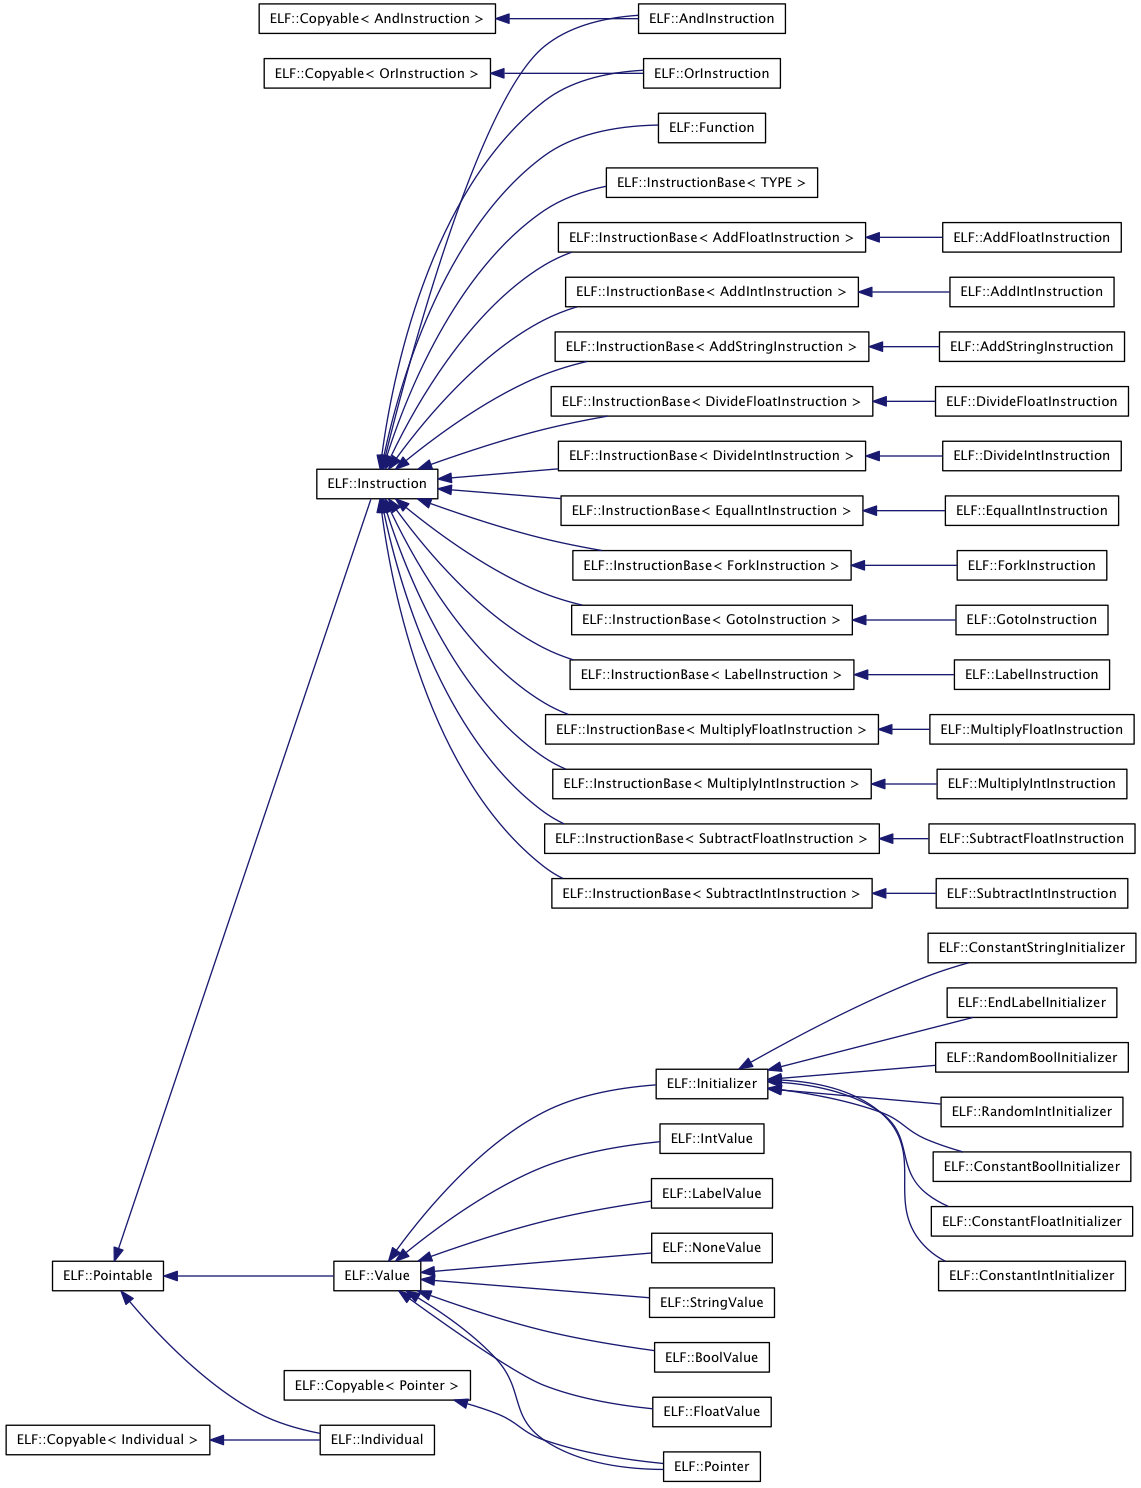 ELF::Copyable< AndInstruction >
ELF::AndInstruction
ELF::Copyable< OrInstruction >
ELF::OrInstruction
ELF::Function
ELF::InstructionBase< TYPE >
ELF::InstructionBase< AddFloatInstruction >
ELF::AddFloatInstruction
ELF::InstructionBase< AddIntInstruction >
ELF::AddIntInstruction
ELF::InstructionBase< AddStringInstruction >
ELF::AddStringInstruction
ELF::InstructionBase< DivideFloatInstruction >
ELF::DivideFloatInstruction
ELF::InstructionBase< DivideIntInstruction >
ELF::DivideIntInstruction
ELF::Instruction
ELF::InstructionBase< EqualIntInstruction >
ELF::EqualIntInstruction
ELF::InstructionBase< ForkInstruction >
ELF::ForkInstruction
ELF::InstructionBase< GotoInstruction >
ELF::GotoInstruction
ELF::InstructionBase< LabelInstruction >
ELF::LabelInstruction
ELF::InstructionBase< MultiplyFloatInstruction >
ELF::MultiplyFloatInstruction
ELF::InstructionBase< MultiplyIntInstruction >
ELF::MultiplyIntInstruction
ELF::InstructionBase< SubtractFloatInstruction >
ELF::SubtractFloatInstruction
ELF::InstructionBase< SubtractIntInstruction >
ELF::SubtractIntInstruction
ELF::ConstantStringInitializer
ELF::EndLabelInitializer
ELF::RandomBoolInitializer
ELF::Initializer
ELF::RandomIntInitializer
ELF::IntValue
ELF::ConstantBoolInitializer
ELF::LabelValue
ELF::ConstantFloatInitializer
ELF::NoneValue
ELF::Pointable
ELF::Value
ELF::ConstantIntInitializer
ELF::StringValue
ELF::BoolValue
ELF::Copyable< Pointer >
ELF::FloatValue
ELF::Copyable< Individual >
ELF::Individual
ELF::Pointer